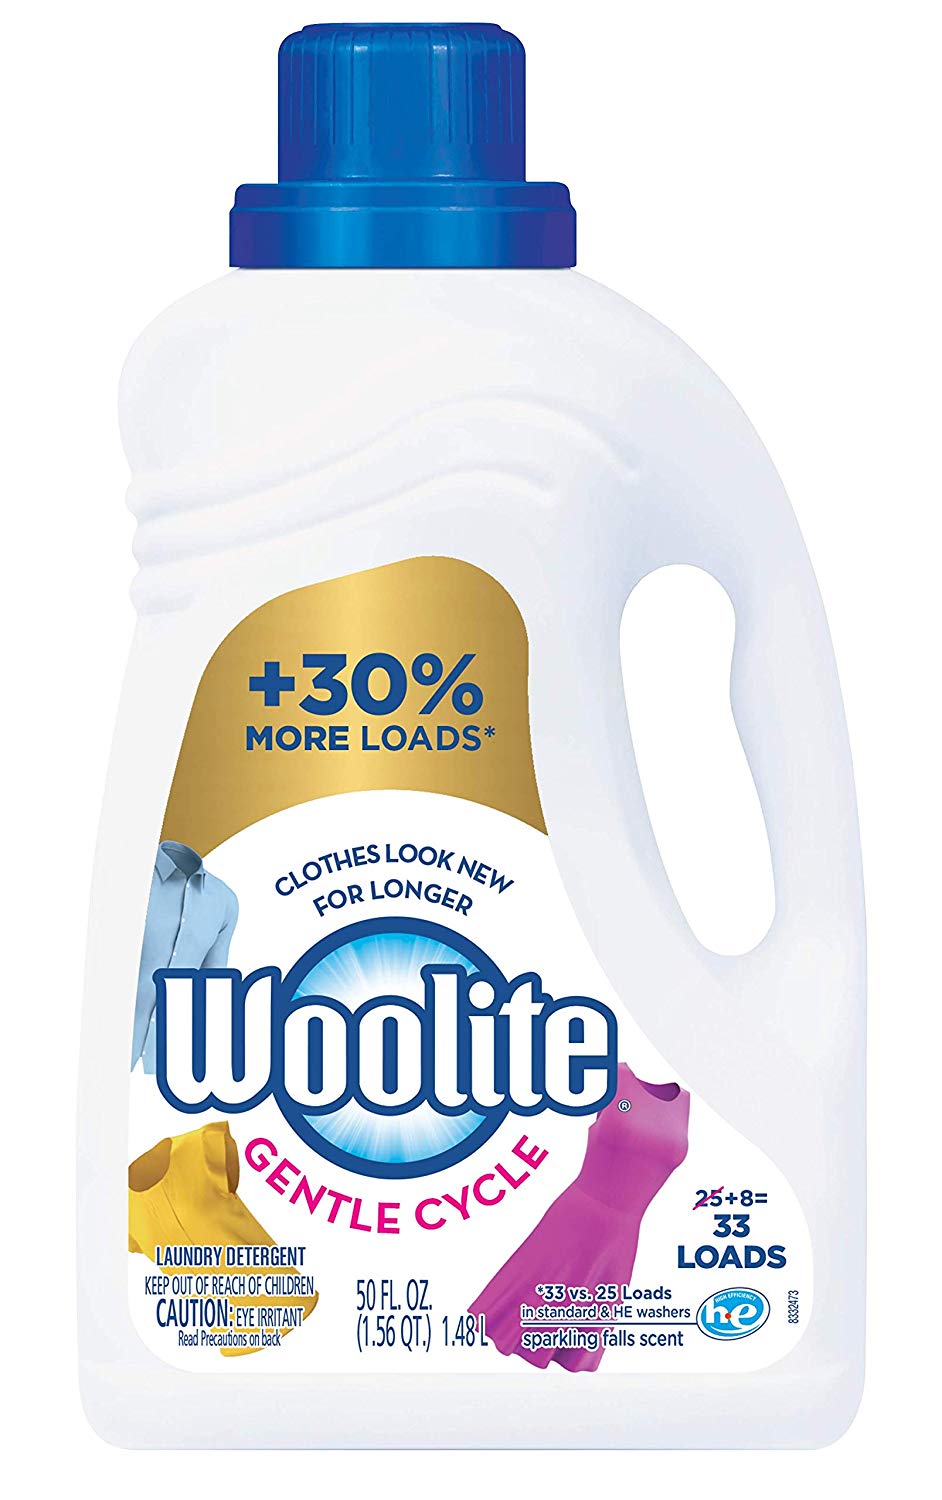 +30%
MORE LOADS*
CLOTHES LOOK NEW
FOR LONGER
Woolite®
GENTLE CYCLE
25+8=
33
LOADS
LAUNDRY DETERGENT
KEEP OUT OF REACH OF CHILDREN
CAUTION: EYE IRRITANT
Read Precautions on back
50 FL. OZ.
(1.56 QT.) 1.48 L
*33 vs. 25 Loads
in standard & HE washers
sparkling falls scent
HIGH EFFICIENCY
he
8332473